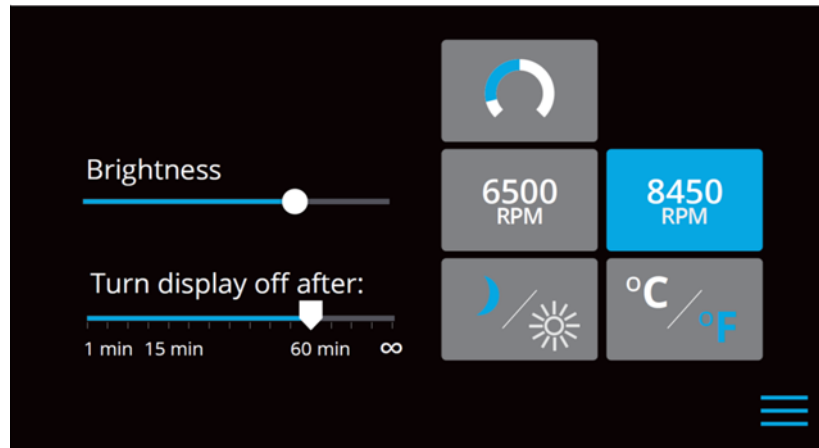 Brightness
Turn display off after:
1 min 15 min 60 min ∞
6500
RPM
8450
RPM
°C/°F